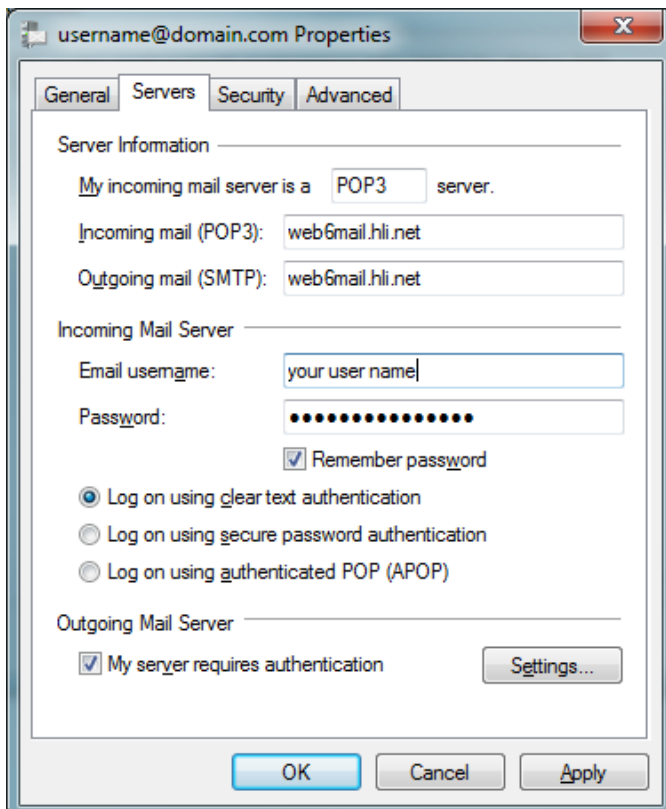 username@domain.com Properties
General Servers Security Advanced
Server Information
My incoming mail server is a POP3 server.
Incoming mail (POP3): web6mail.hli.net
Outgoing mail (SMTP): web6mail.hli.net
Incoming Mail Server
Email username: your user name
Password: ●●●●●●●●●●●●●●●
Remember password
Log on using clear text authentication
Log on using secure password authentication
Log on using authenticated POP (APOP)
Outgoing Mail Server
My server requires authentication Settings...
OK Cancel Apply